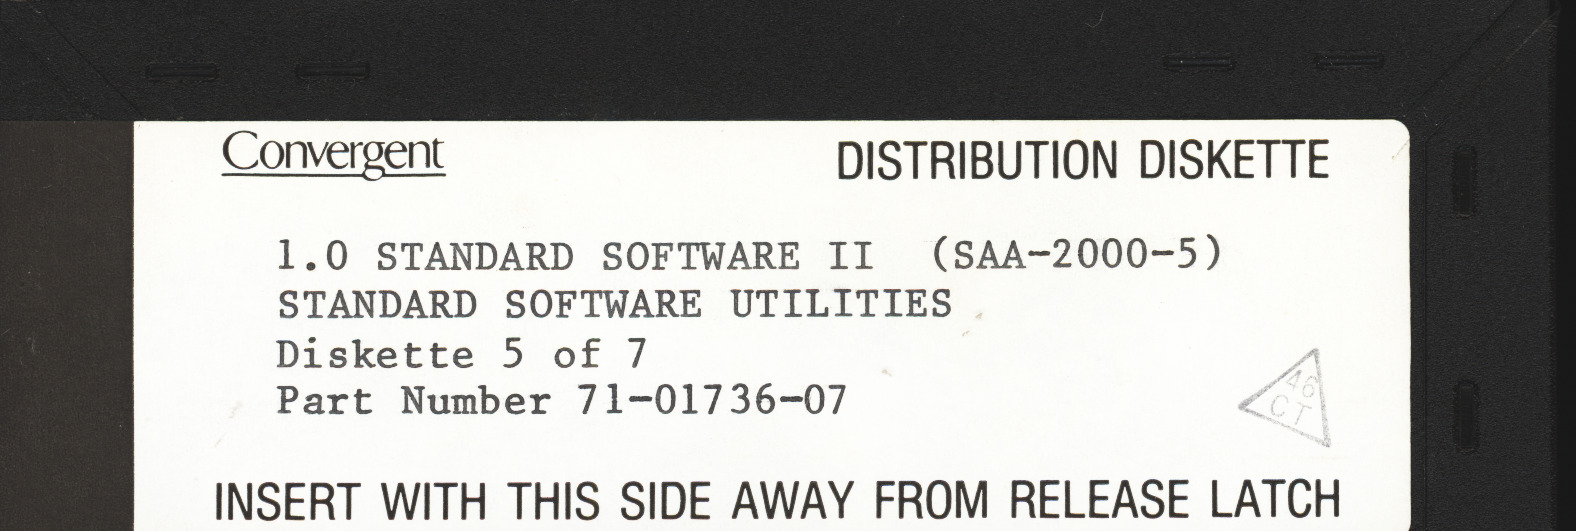 Convergent DISTRIBUTION DISKETTE
1.0 STANDARD SOFTWARE II (SAA-2000-5)
STANDARD SOFTWARE UTILITIES
Diskette 5 of 7
Part Number 71-01736-07
46
CT
INSERT WITH THIS SIDE AWAY FROM RELEASE LATCH